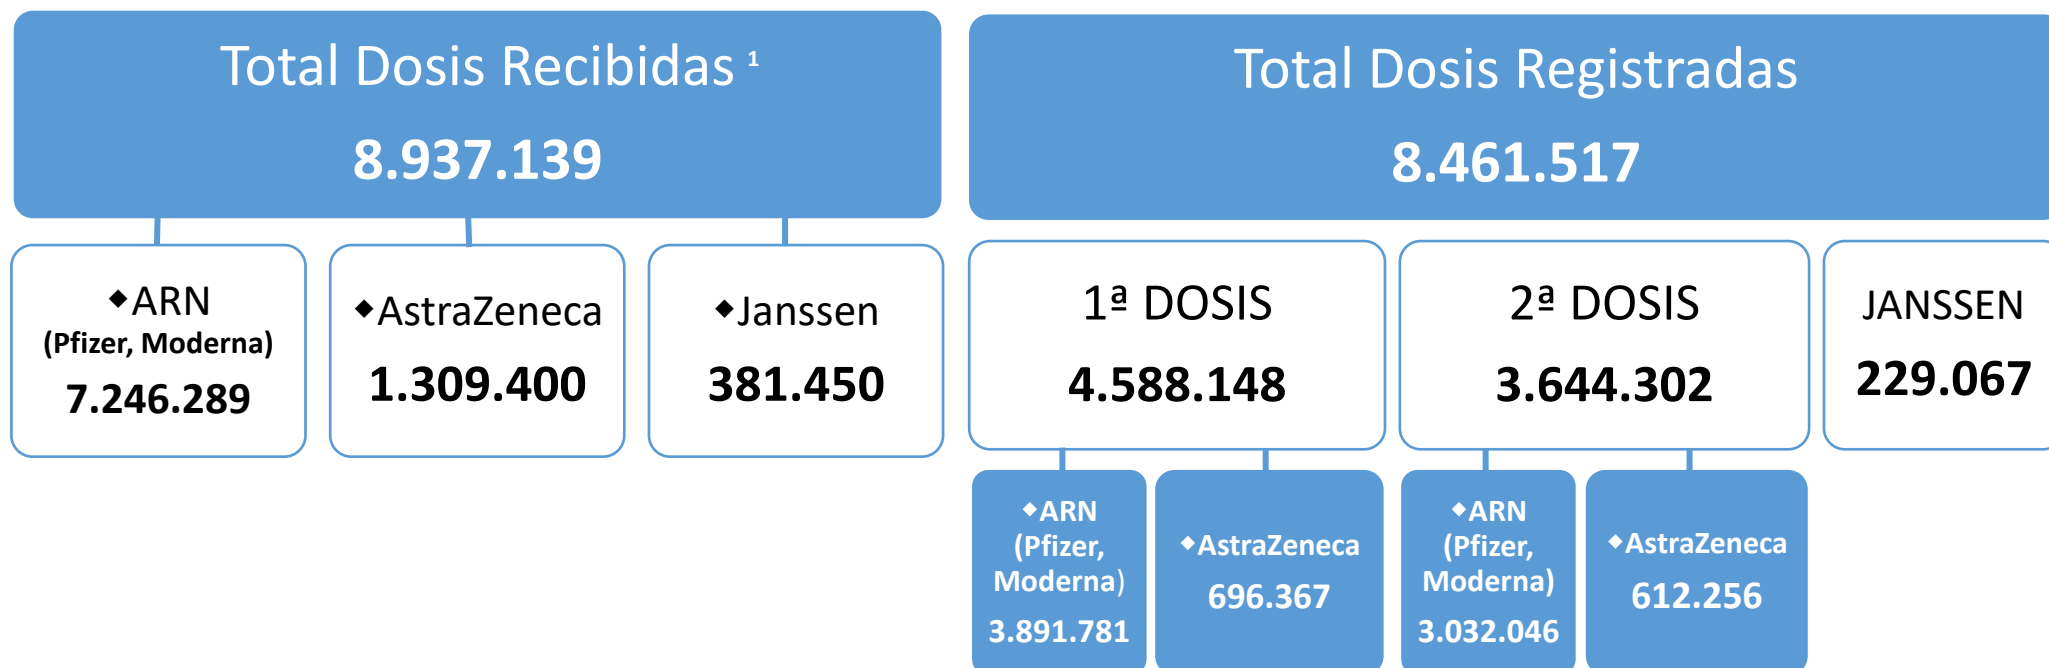 Total Dosis Recibidas ¹
8.937.139
◆ARN
(Pfizer, Moderna)
7.246.289
◆AstraZeneca
1.309.400
◆Janssen
381.450
Total Dosis Registradas
8.461.517
1ª DOSIS
4.588.148
◆ARN
(Pfizer,
Moderna)
3.891.781
◆AstraZeneca
696.367
2ª DOSIS
3.644.302
◆ARN
(Pfizer,
Moderna)
3.032.046
◆AstraZeneca
612.256
JANSSEN
229.067